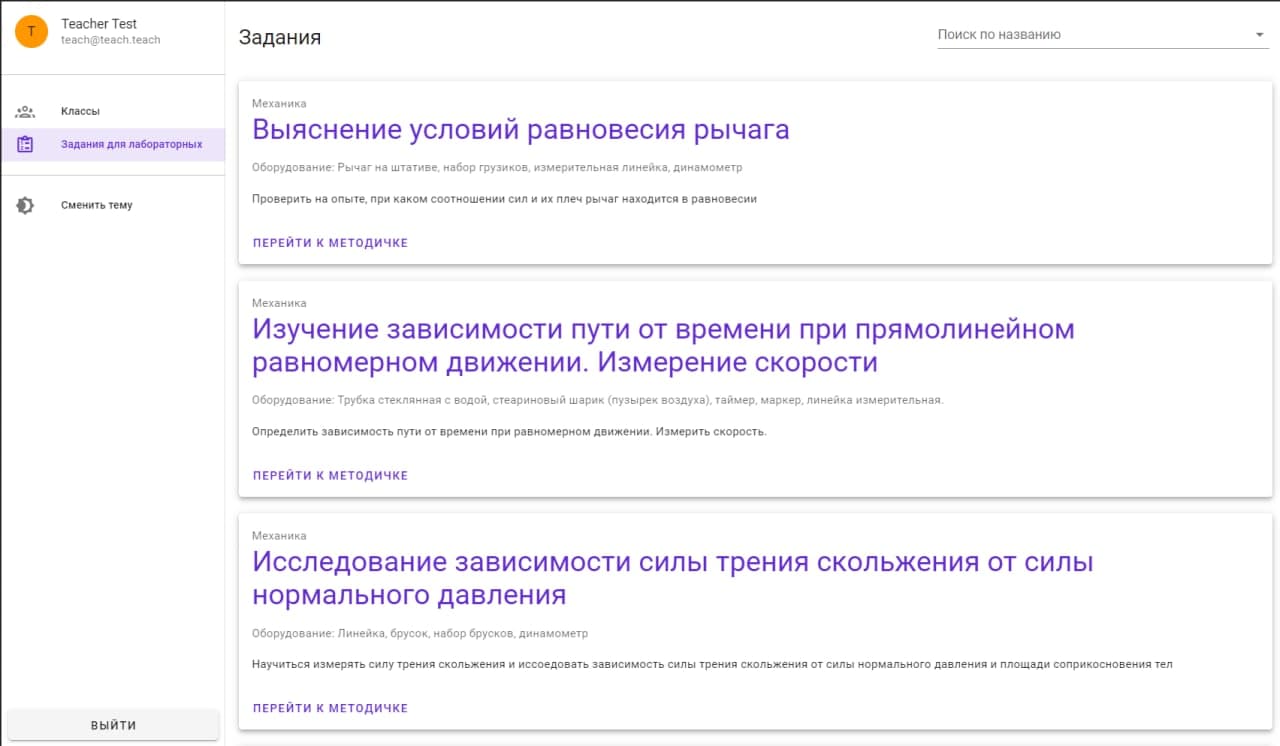 T
Teacher Test
teach@teach.teach
Классы
Задания для лабораторных
Сменить тему
ВЫЙТИ
Задания
Поиск по названию
Механика
Выяснение условий равновесия рычага
Оборудование: Рычаг на штативе, набор грузиков, измерительная линейка, динамометр
Проверить на опыте, при каком соотношении сил и их плеч рычаг находится в равновесии
ПЕРЕЙТИ К МЕТОДИЧКЕ
Механика
Изучение зависимости пути от времени при прямолинейном
равномерном движении. Измерение скорости
Оборудование: Трубка стеклянная с водой, стеариновый шарик (пузырек воздуха), таймер, маркер, линейка измерительная.
Определить зависимость пути от времени при равномерном движении. Измерить скорость.
ПЕРЕЙТИ К МЕТОДИЧКЕ
Механика
Исследование зависимости силы трения скольжения от силы
нормального давления
Оборудование: Линейка, брусок, набор брусков, динамометр
Научиться измерять силу трения скольжения и иссоедовать зависимость силы трения скольжения от силы нормального давления и площади соприкосновения тел
ПЕРЕЙТИ К МЕТОДИЧКЕ